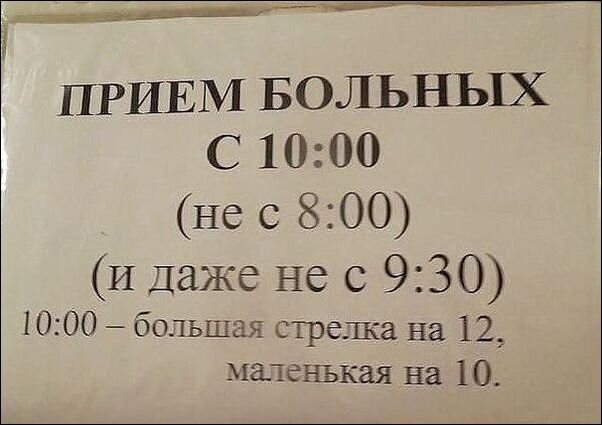 ПРИЕМ БОЛЬНЫХ
С 10:00
(не с 8:00)
(и даже не с 9:30)
10:00 – большая стрелка на 12,
маленькая на 10.